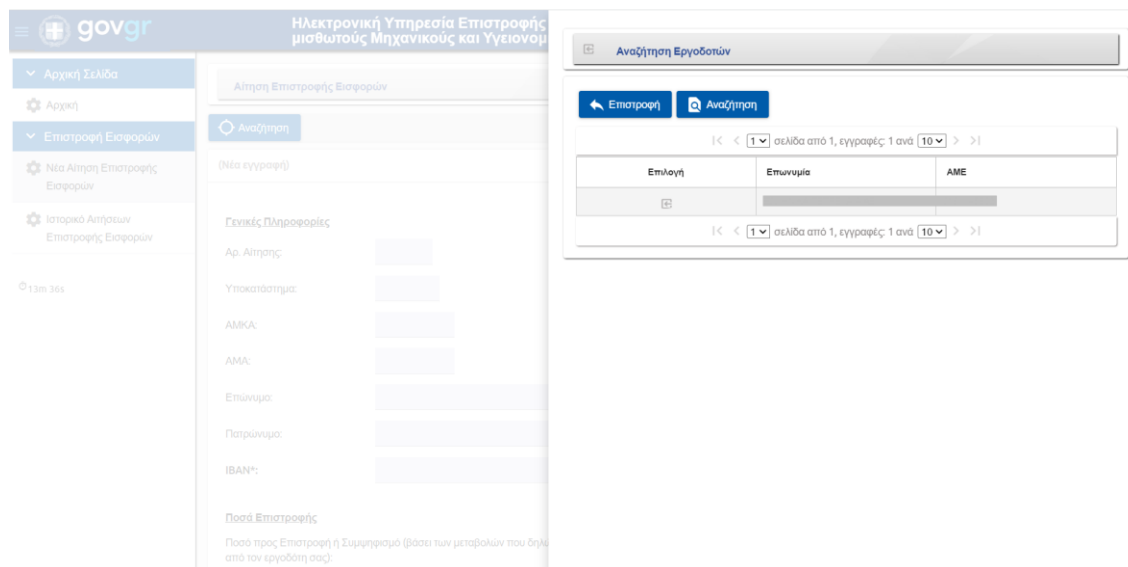 govgr
Ηλεκτρονική Υπηρεσία Επιστροφής
μισθωτούς Μηχανικούς και Υγειονομ
Αρχική Σελίδα
Αρχική
Επιστροφή Εισφορών
Νέα Αίτηση Επιστροφής
Εισφορών
Ιστορικό Αιτήσεων
Επιστροφής Εισφορών
13m 36s
Αίτηση Επιστροφής Εισφορών
Αναζήτηση
(Νέα εγγραφή)
Γενικές Πληροφορίες
Αρ. Αίτησης:
Υποκατάστημα:
ΑΜΚΑ:
ΑΜΑ:
Επώνυμο:
Πατρώνυμο:
IBAN*:
Ποσά Επιστροφής
Ποσό προς Επιστροφή ή Συμψηφισμό (βάσει των μεταβολών που δηλώ
από τον εργοδότη σας):
Αναζήτηση Εργοδοτών
Επιστροφή Αναζήτηση
|< < 1 σελίδα από 1, εγγραφές: 1 ανά 10 > >|
Επιλογή Επωνυμία ΑΜΕ
|< < 1 σελίδα από 1, εγγραφές: 1 ανά 10 > >|